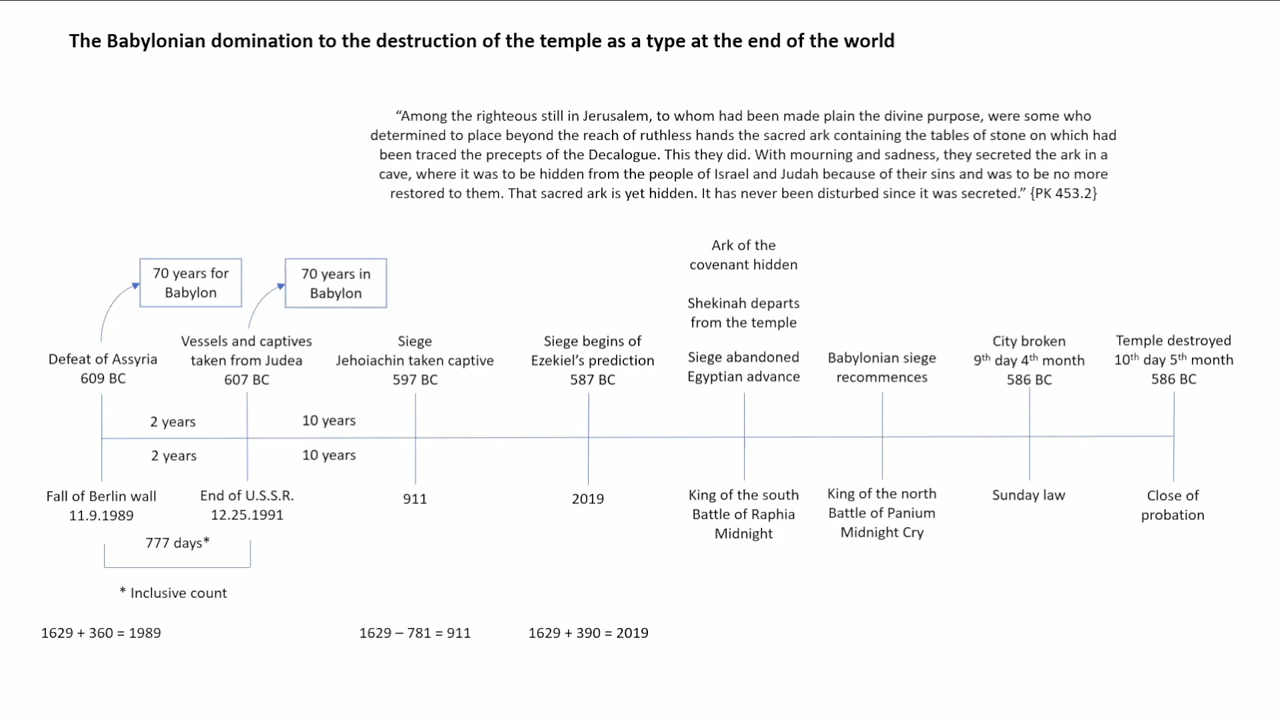 The Babylonian domination to the destruction of the temple as a type at the end of the world
“Among the righteous still in Jerusalem, to whom had been made plain the divine purpose, were some who
determined to place beyond the reach of ruthless hands the sacred ark containing the tables of stone on which had
been traced the precepts of the Decalogue. This they did. With mourning and sadness, they secreted the ark in a
cave, where it was to be hidden from the people of Israel and Judah because of their sins and was to be no more
restored to them. That sacred ark is yet hidden. It has never been disturbed since it was secreted.” {PK 453.2}
70 years for
Babylon
70 years in
Babylon
Defeat of Assyria
609 BC
Vessels and captives
taken from Judea
607 BC
Siege
Jehoiachin taken captive
597 BC
Siege begins of
Ezekiel’s prediction
587 BC
Ark of the
covenant hidden
Shekinah departs
from the temple
Siege abandoned
Egyptian advance
Babylonian siege
recommences
City broken
9th day 4th month
586 BC
Temple destroyed
10th day 5th month
586 BC
2 years
10 years
2 years
10 years
Fall of Berlin wall
11.9.1989
End of U.S.S.R.
12.25.1991
911
2019
King of the south
Battle of Raphia
Midnight
King of the north
Battle of Panium
Midnight Cry
Sunday law
Close of
probation
777 days*
* Inclusive count
1629 + 360 = 1989
1629 – 781 = 911
1629 + 390 = 2019